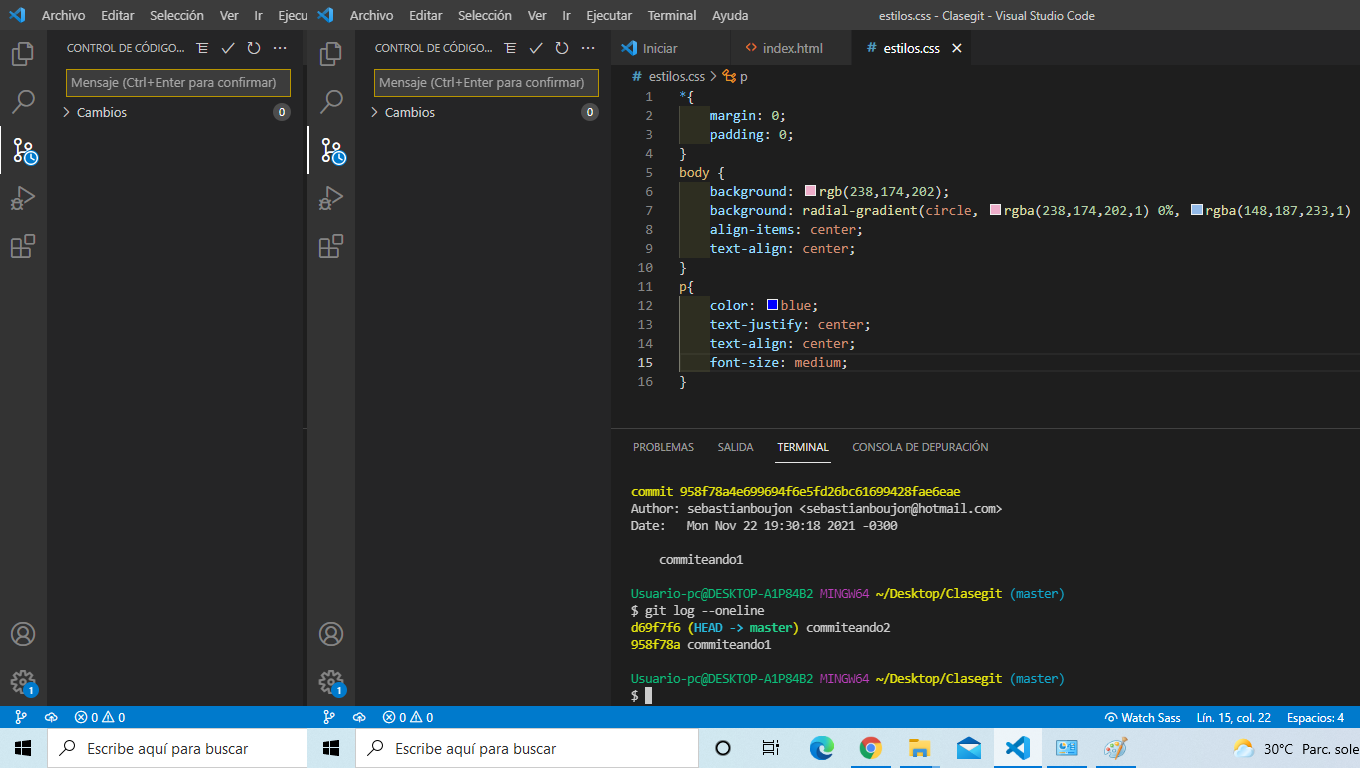 Archivo Editar Selección Ver Ir Ejecu
Archivo Editar Selección Ver Ir Ejecutar Terminal Ayuda estilos.css - Clasegit - Visual Studio Code
CONTROL DE CÓDIGO...
Mensaje (Ctrl+Enter para confirmar)
Cambios 0
1
0 0
Escribe aquí para buscar
CONTROL DE CÓDIGO...
Mensaje (Ctrl+Enter para confirmar)
Cambios 0
1
Iniciar index.html # estilos.css
# estilos.css > p
1 *{
2 margin: 0;
3 padding: 0;
4 }
5 body {
6 background: rgb(238,174,202);
7 background: radial-gradient(circle, rgba(238,174,202,1) 0%, rgba(148,187,233,1)
8 align-items: center;
9 text-align: center;
10 }
11 p{
12 color: blue;
13 text-justify: center;
14 text-align: center;
15 font-size: medium;
16 }
PROBLEMAS SALIDA TERMINAL CONSOLA DE DEPURACIÓN
commit 958f78a4e699694f6e5fd26bc61699428fae6eae
Author: sebastianboujon <sebastianboujon@hotmail.com>
Date: Mon Nov 22 19:30:18 2021 -0300
commiteando1
Usuario-pc@DESKTOP-A1P84B2 MINGW64 ~/Desktop/Clasegit (master)
$ git log --oneline
d69f7f6 (HEAD -> master) commiteando2
958f78a commiteando1
Usuario-pc@DESKTOP-A1P84B2 MINGW64 ~/Desktop/Clasegit (master)
$
0 0 Watch Sass Lín. 15, col. 22 Espacios: 4
Escribe aquí para buscar 30°C Parc. sole